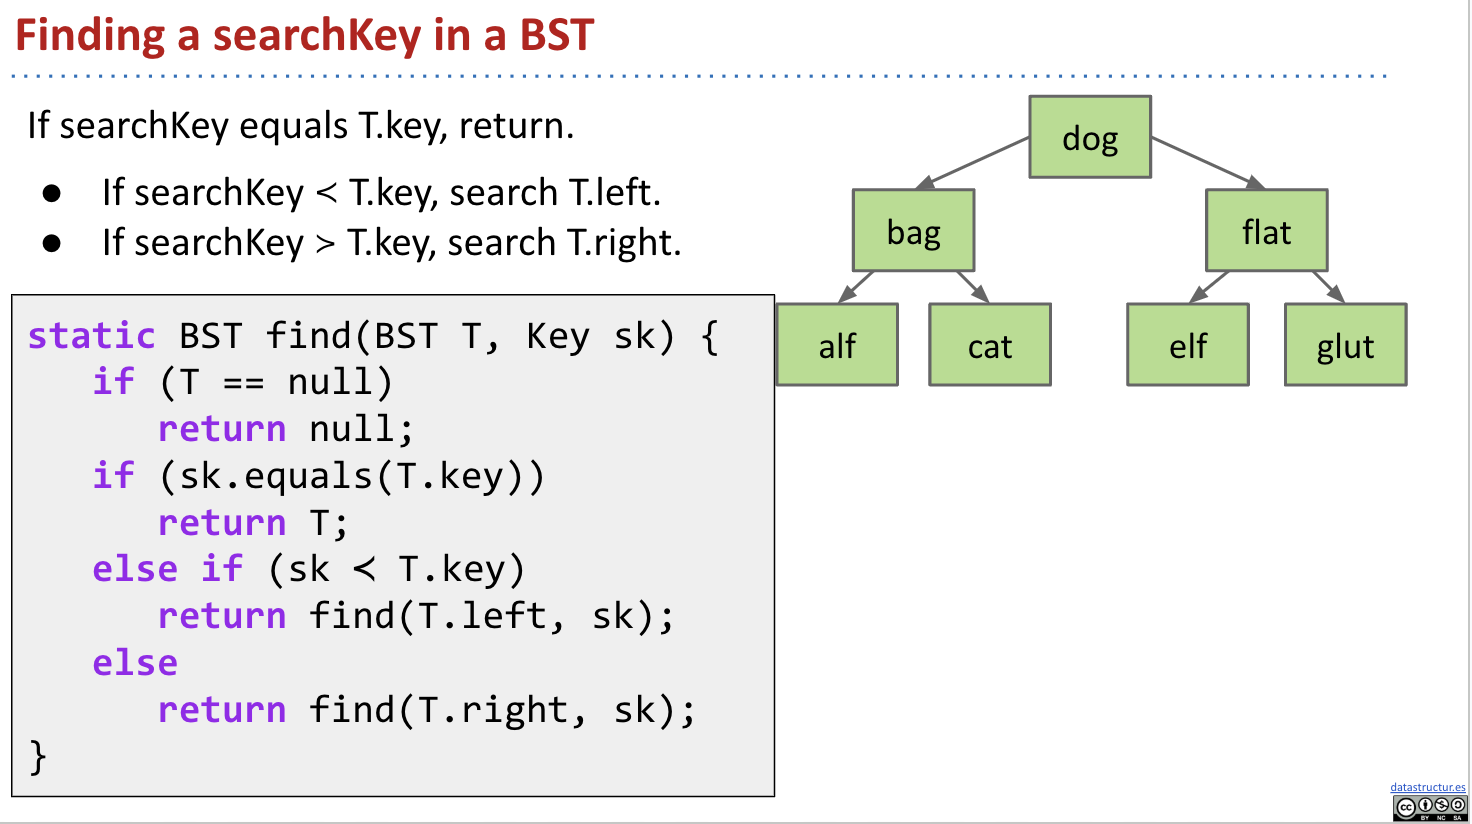 Finding a searchKey in a BST
If searchKey equals T.key, return.
● If searchKey ≺ T.key, search T.left.
● If searchKey ≻ T.key, search T.right.
static BST find(BST T, Key sk) {
   if (T == null)
      return null;
   if (sk.equals(T.key))
      return T;
   else if (sk ≺ T.key)
      return find(T.left, sk);
   else
      return find(T.right, sk);
}
dog
bag flat
alf cat elf glut
datastructur.es
cc
BY NC SA